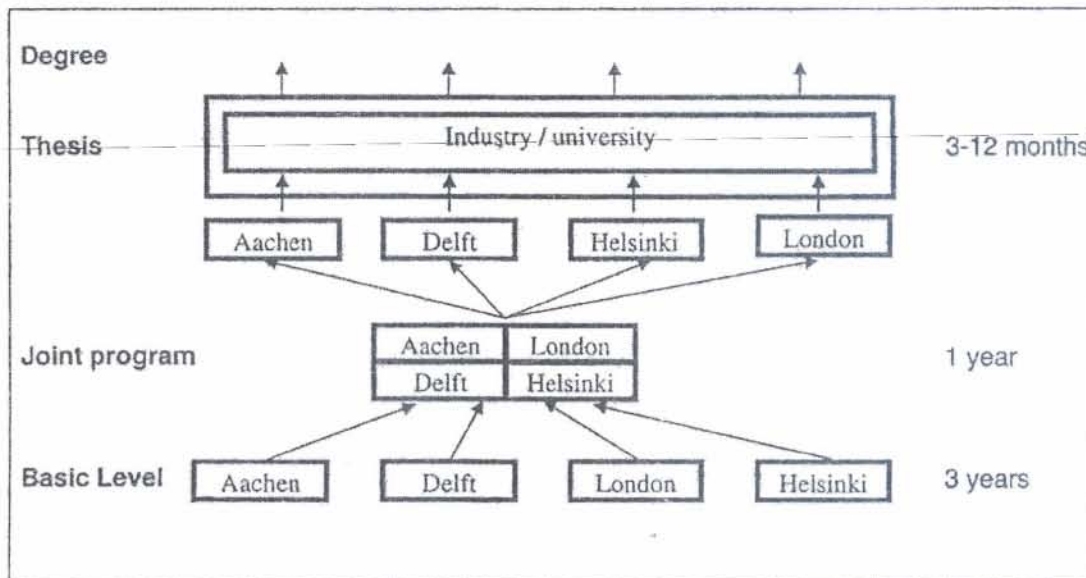 Degree
Thesis Industry / university 3-12 months
Aachen Delft Helsinki London
Joint program Aachen London 1 year
Delft Helsinki
Basic Level Aachen Delft London Helsinki 3 years